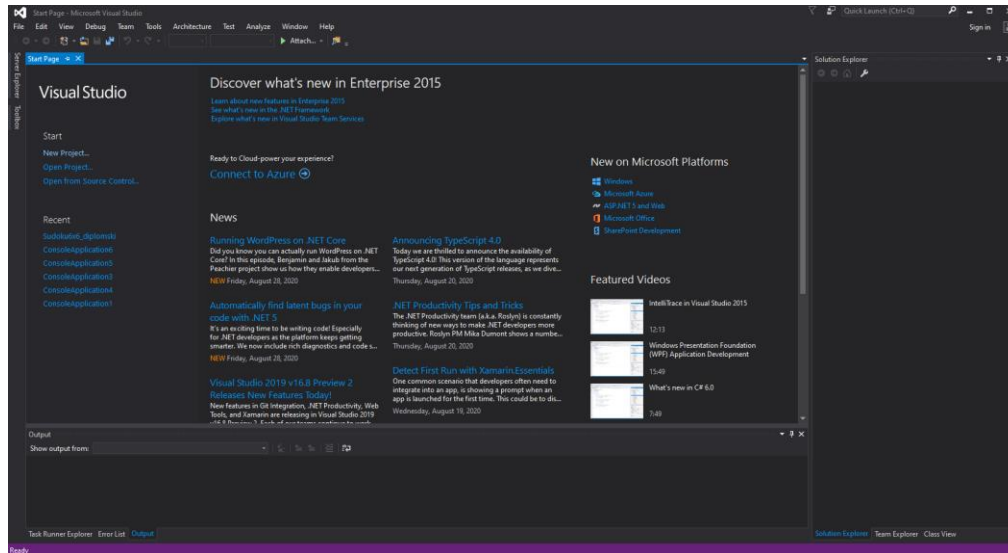 Start Page - Microsoft Visual Studio
Quick Launch (Ctrl+Q)
File Edit View Debug Team Tools Architecture Test Analyze Window Help
Sign in
Attach...
Server Explorer
Toolbox
Start Page
Visual Studio
Start
New Project...
Open Project...
Open from Source Control...
Recent
Sudoku6x6_diplomski
ConsoleApplication6
ConsoleApplication5
ConsoleApplication2
ConsoleApplication4
ConsoleApplication1
Discover what's new in Enterprise 2015
Learn about new features in Enterprise 2015
See what's new in the .NET Framework
Explore what's new in Visual Studio Team Services
Ready to Cloud-power your experience?
Connect to Azure
News
Running WordPress on .NET Core
Did you know you can actually run WordPress on .NET
Core? In this episode, Benjamin and Jakub from the
Peachier project show us how they enable developers...
NEW Friday, August 28, 2020
Automatically find latent bugs in your
code with .NET 5
It's an exciting time to be writing code! Especially
for .NET developers as the platform keeps getting
smarter. We now include rich diagnostics and code s...
NEW Friday, August 28, 2020
Visual Studio 2019 v16.8 Preview 2
Releases New Features Today!
New features in Git Integration, .NET Productivity, Web
Tools, and Xamarin are releasing in Visual Studio 2019
v16.8 Preview 2. Each of our teams continue to work
Announcing TypeScript 4.0
Today we are thrilled to announce the availability of
TypeScript 4.0! This version of the language represents
our next generation of TypeScript releases, as we dive...
Thursday, August 20, 2020
.NET Productivity Tips and Tricks
The .NET Productivity team (a.k.a. Roslyn) is constantly
thinking of new ways to make .NET developers more
productive. Roslyn PM Mika Dumont shows a numbe...
Thursday, August 20, 2020
Detect First Run with Xamarin.Essentials
One common scenario that developers often need to
integrate into an app, is showing a prompt when an
app is launched for the first time. This could be to dis...
Wednesday, August 19, 2020
New on Microsoft Platforms
Windows
Microsoft Azure
ASP.NET 5 and Web
Microsoft Office
SharePoint Development
Featured Videos
IntelliTrace in Visual Studio 2015
12:13
Windows Presentation Foundation
(WPF) Application Development
15:49
What's new in C# 6.0
7:49
Solution Explorer
Output
Show output from:
Task Runner Explorer Error List Output
Solution Explorer Team Explorer Class View
Ready